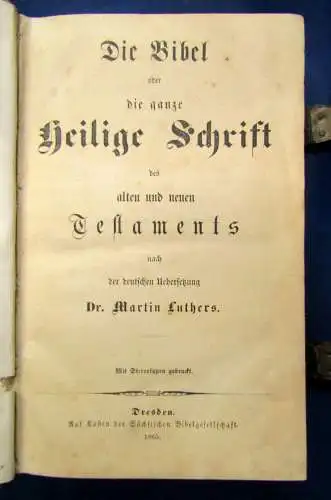 Die Bibel
oder
die ganze
Heilige Schrift
des
alten und neuen
Testaments
nach
der deutschen Uebersetzung
Dr. Martin Luthers.
Mit Stereotypen gedruckt.
Dresden.
Auf Kosten der Sächsischen Bibelgesellschaft.
1865.